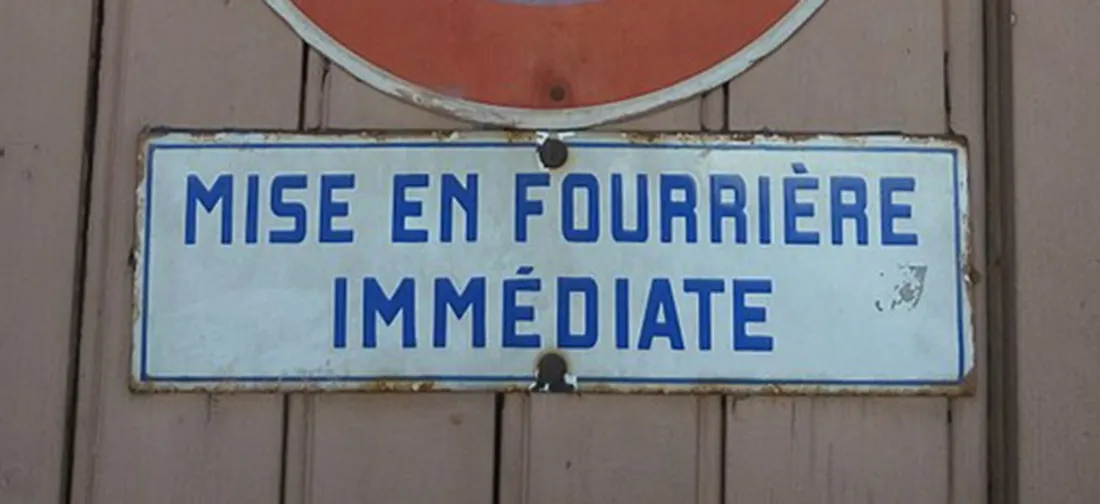 MISE EN FOURRIÈRE
IMMÉDIATE